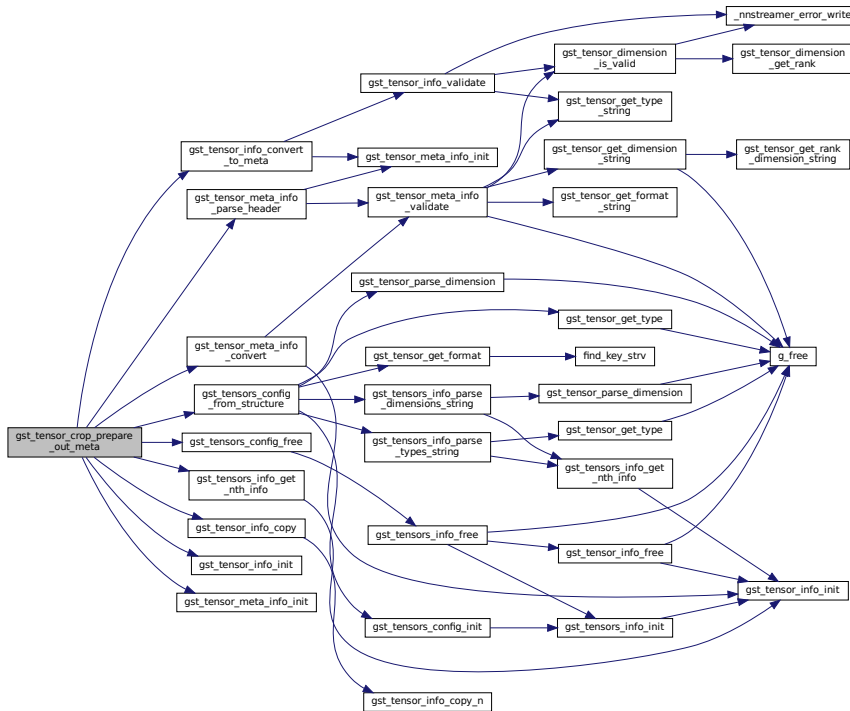 _nnstreamer_error_write
gst_tensor_dimension
_is_valid
gst_tensor_dimension
_get_rank
gst_tensor_info_validate
gst_tensor_get_type
_string
gst_tensor_info_convert
_to_meta
gst_tensor_meta_info_init
gst_tensor_get_dimension
_string
gst_tensor_get_rank
_dimension_string
gst_tensor_meta_info
_parse_header
gst_tensor_meta_info
_validate
gst_tensor_get_format
_string
gst_tensor_parse_dimension
gst_tensor_get_type
gst_tensor_meta_info
_convert
gst_tensor_get_format
find_key_strv
g_free
gst_tensors_config
_from_structure
gst_tensors_info_parse
_dimensions_string
gst_tensor_parse_dimension
gst_tensor_crop_prepare
_out_meta
gst_tensors_config_free
gst_tensors_info_parse
_types_string
gst_tensor_get_type
gst_tensors_info_get
_nth_info
gst_tensors_info_get
_nth_info
gst_tensor_info_copy
gst_tensors_info_free
gst_tensor_info_free
gst_tensor_info_init
gst_tensor_info_init
gst_tensor_meta_info_init
gst_tensors_config_init
gst_tensors_info_init
gst_tensor_info_copy_n